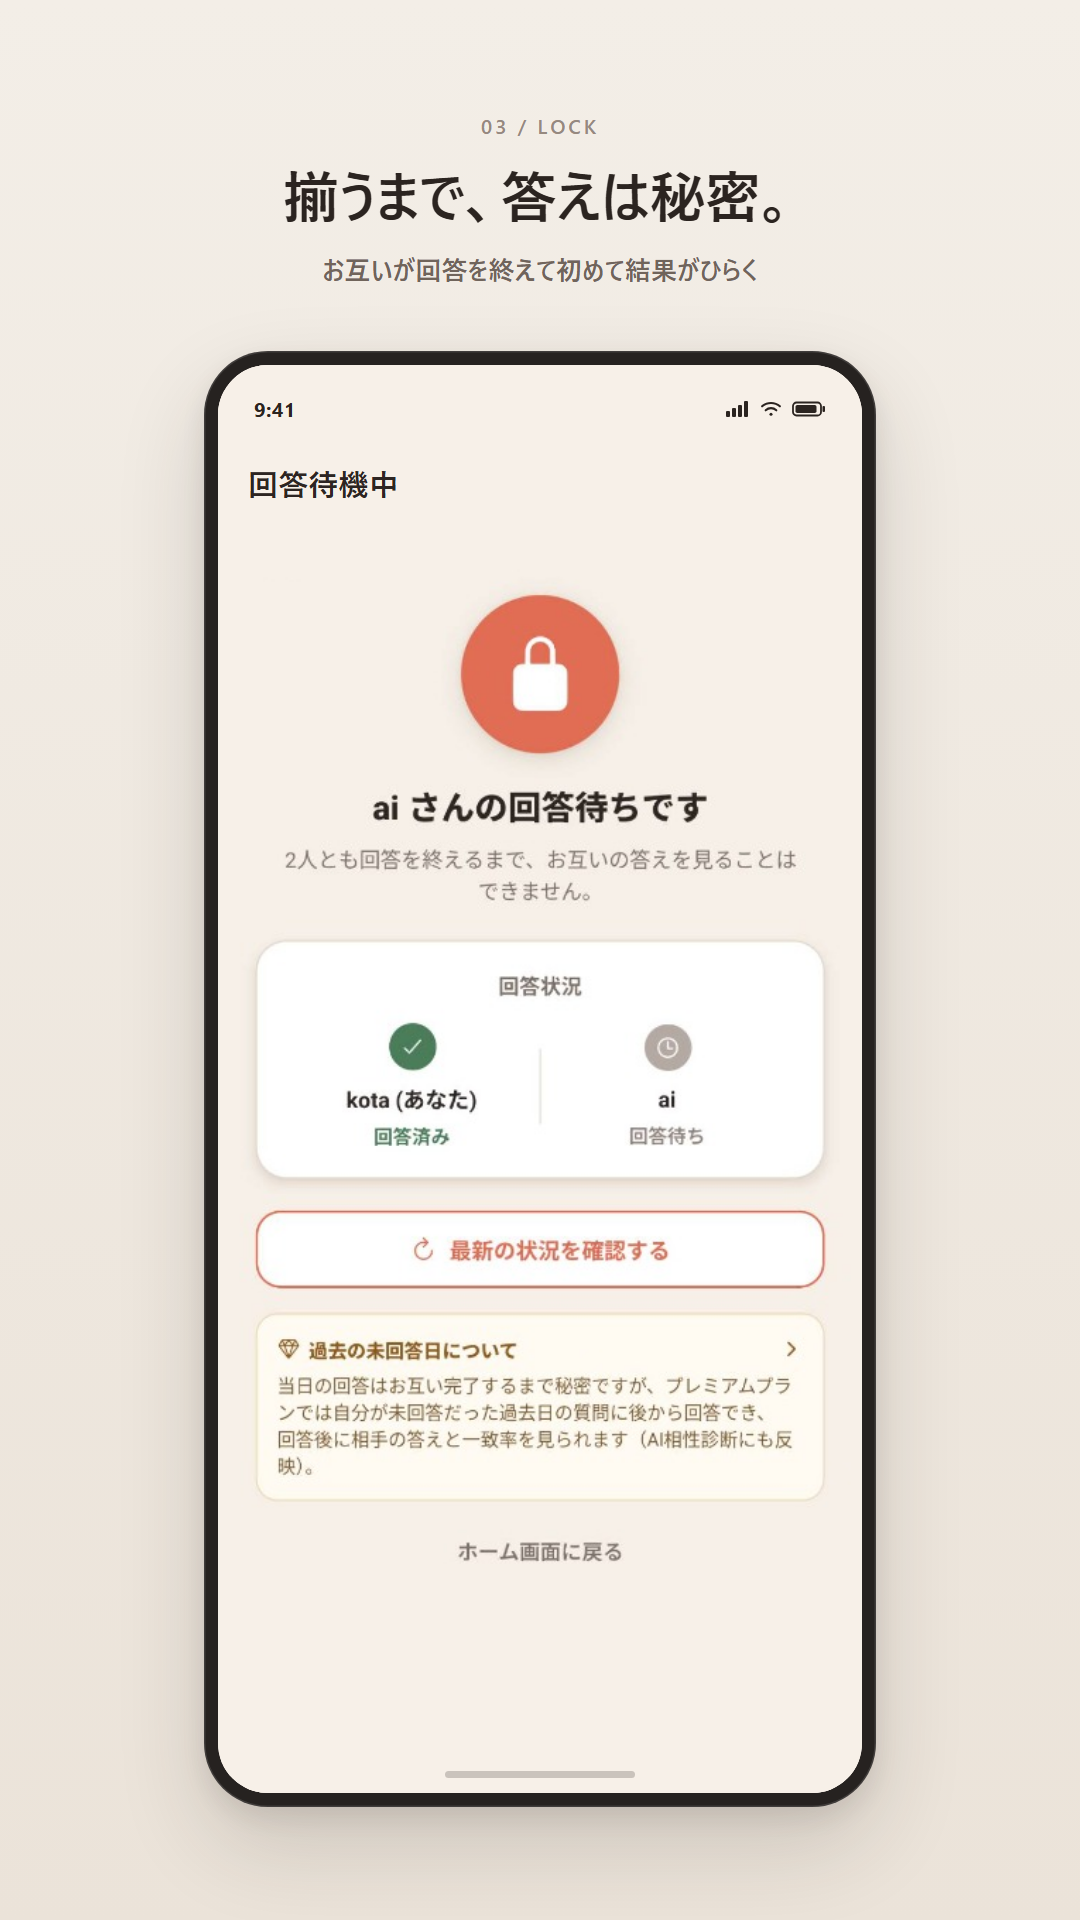 03 / LOCK
揃うまで、答えは秘密。
お互いが回答を終えて初めて結果がひらく
9:41
回答待機中
ai さんの回答待ちです
2人とも回答を終えるまで、お互いの答えを見ることは
できません。
回答状況
kota (あなた)
回答済み
ai
回答待ち
最新の状況を確認する
過去の未回答日について
当日の回答はお互い完了するまで秘密ですが、プレミアムプラ
ンでは自分が未回答だった過去日の質問に後から回答でき、
回答後に相手の答えと一致率を見られます（AI相性診断にも反
映）。
ホーム画面に戻る